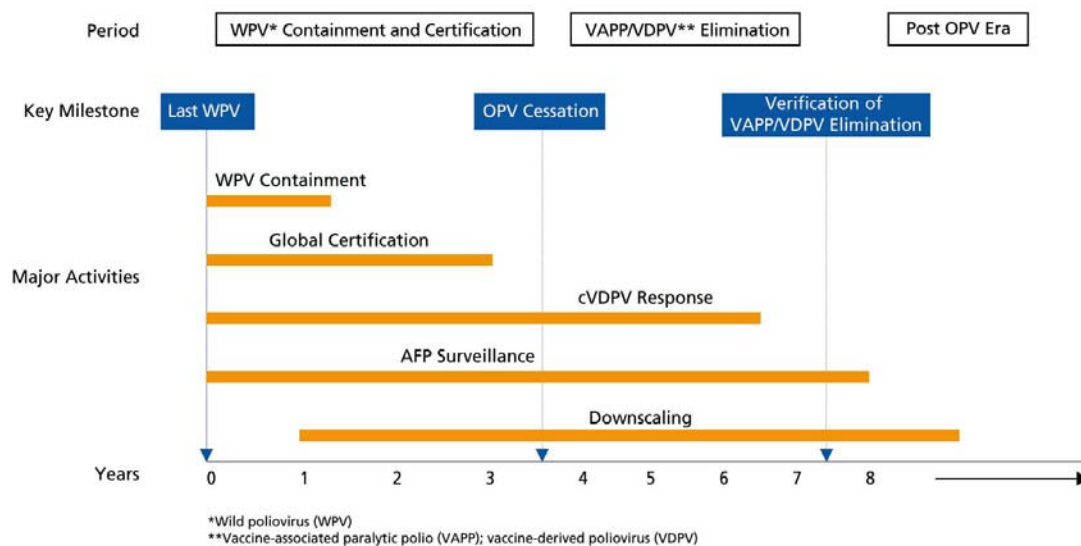 Period
WPV* Containment and Certification
VAPP/VDPV** Elimination
Post OPV Era
Key Milestone
Last WPV
OPV Cessation
Verification of
VAPP/VDPV Elimination
WPV Containment
Global Certification
Major Activities
cVDPV Response
AFP Surveillance
Downscaling
Years
0 1 2 3 4 5 6 7 8
*Wild poliovirus (WPV)
**Vaccine-associated paralytic polio (VAPP); vaccine-derived poliovirus (VDPV)